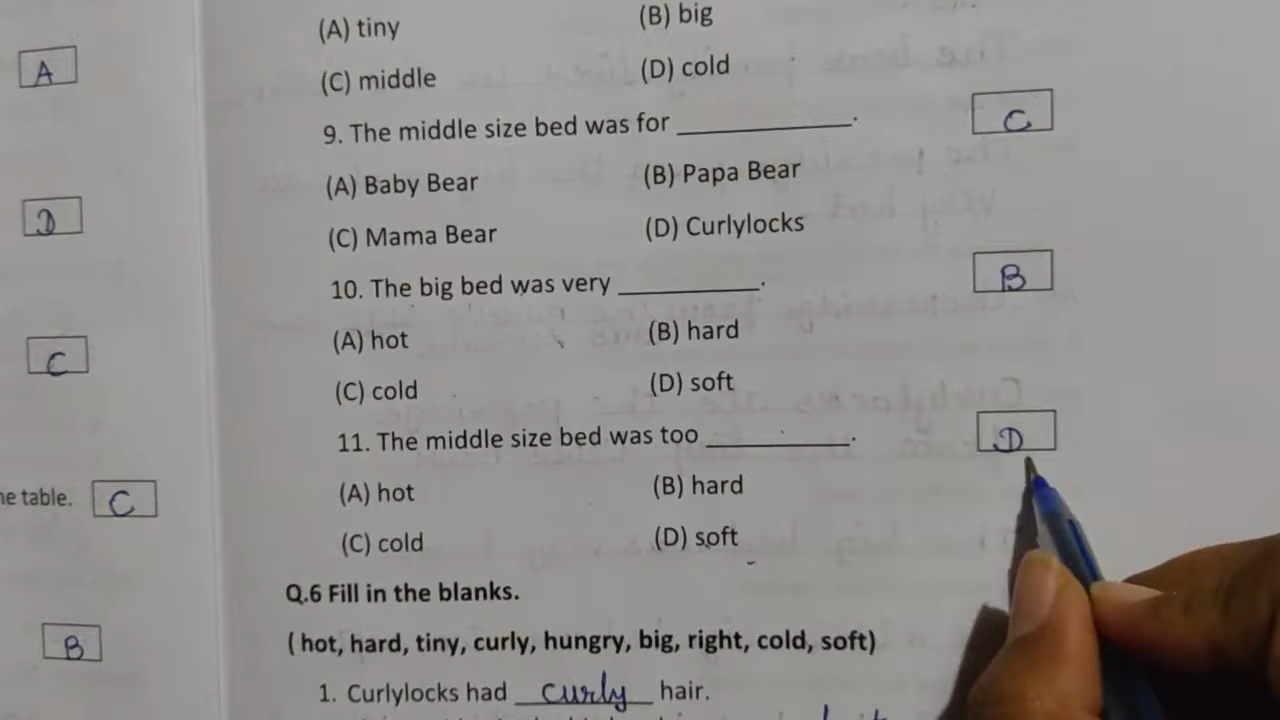 (A) tiny (B) big
A
(C) middle (D) cold
9. The middle size bed was for ____________. C
(A) Baby Bear (B) Papa Bear
D
(C) Mama Bear (D) Curlylocks
10. The big bed was very __________. B
(A) hot (B) hard
C
(C) cold (D) soft
11. The middle size bed was too __________. D
(A) hot (B) hard
ne table. C
(C) cold (D) soft
Q.6 Fill in the blanks.
(hot, hard, tiny, curly, hungry, big, right, cold, soft)
B
1. Curlylocks had curly hair.